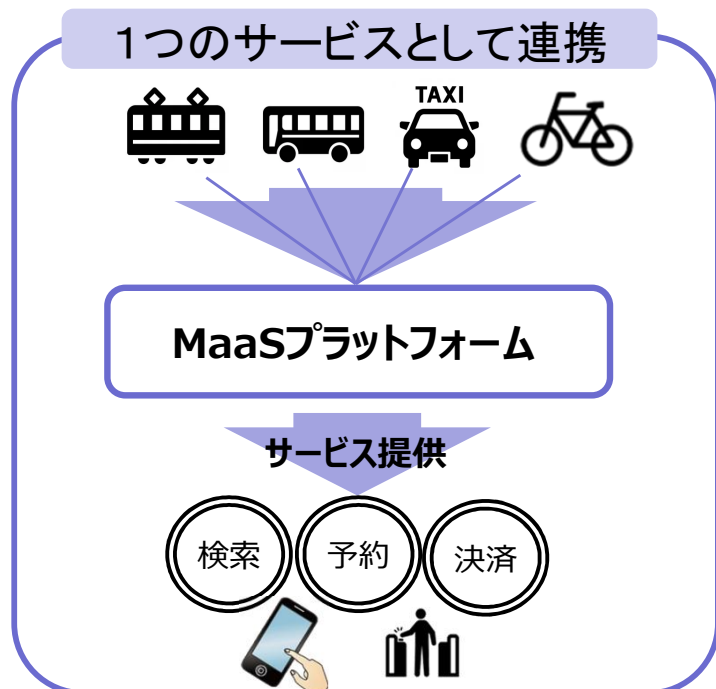 1つのサービスとして連携
TAXI
MaaSプラットフォーム
サービス提供
検索
予約
決済